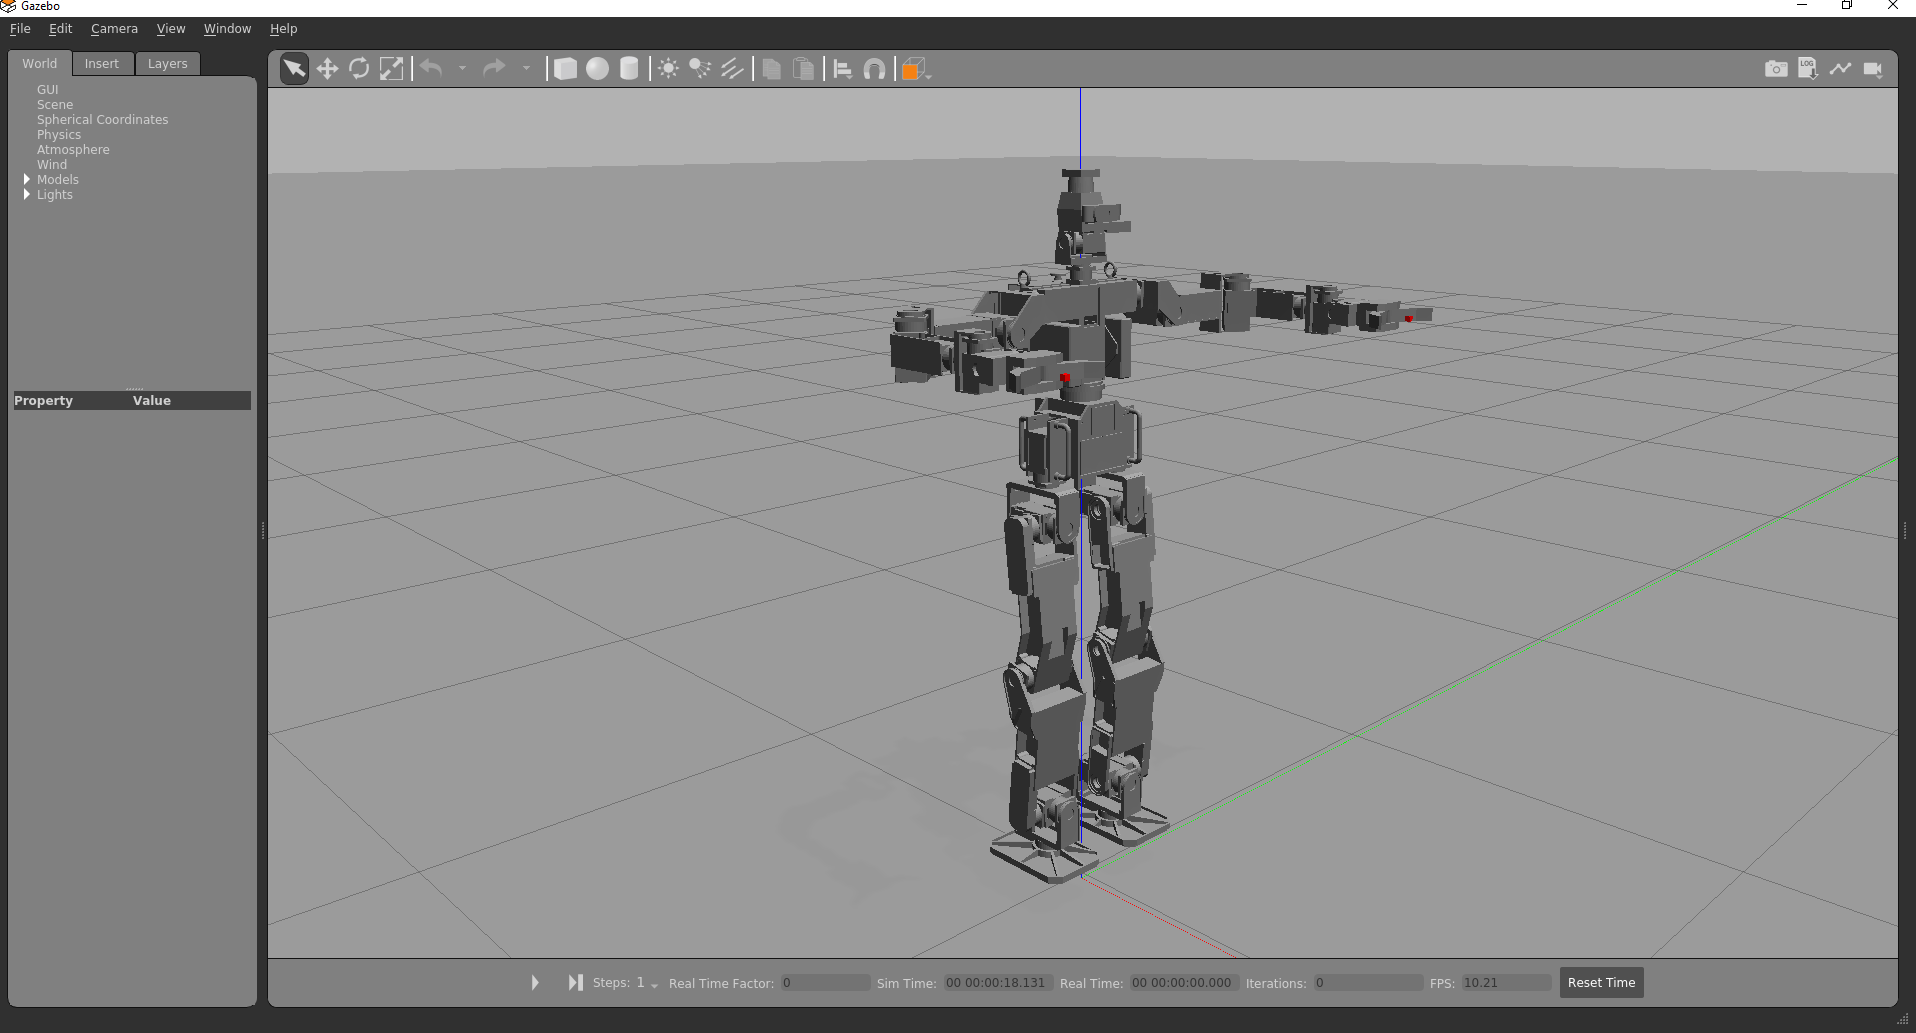 Gazebo
File Edit Camera View Window Help
World Insert Layers
LOG
GUI
Scene
Spherical Coordinates
Physics
Atmosphere
Wind
Models
Lights
Property Value
Steps: 1 Real Time Factor: 0 Sim Time: 00 00:00:18.131 Real Time: 00 00:00:00.000 Iterations: 0 FPS: 10.21 Reset Time